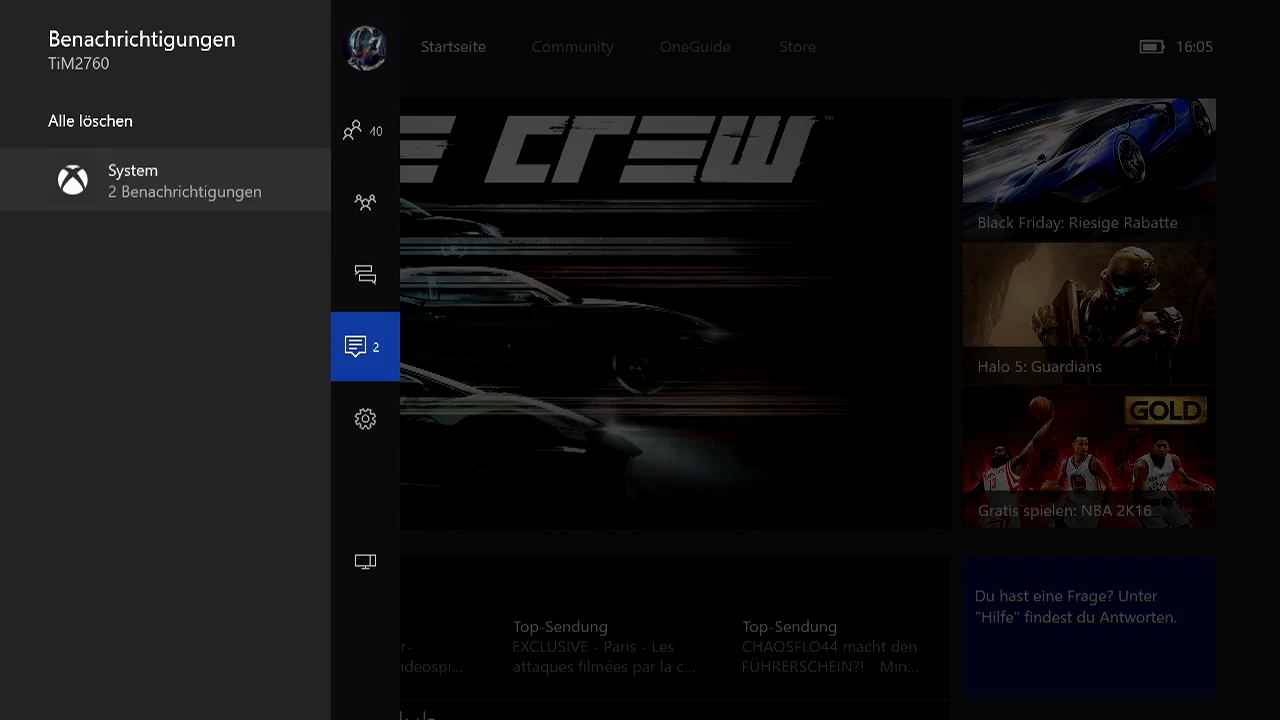 Benachrichtigungen
TiM2760
Alle löschen
System
2 Benachrichtigungen
10
2
Startseite
Community
OneGuide
Store
16:05
E CREW
™
Black Friday: Riesige Rabatte
Halo 5: Guardians
GOLD
Gratis spielen: NBA 2K16
Top-Sendung
EXCLUSIVE - Paris - Les
attaques filmées par la c...
Top-Sendung
CHAOSFLO44 macht den
FÜHRERSCHEIN?! - Min...
Du hast eine Frage? Unter
"Hilfe" findest du Antworten.